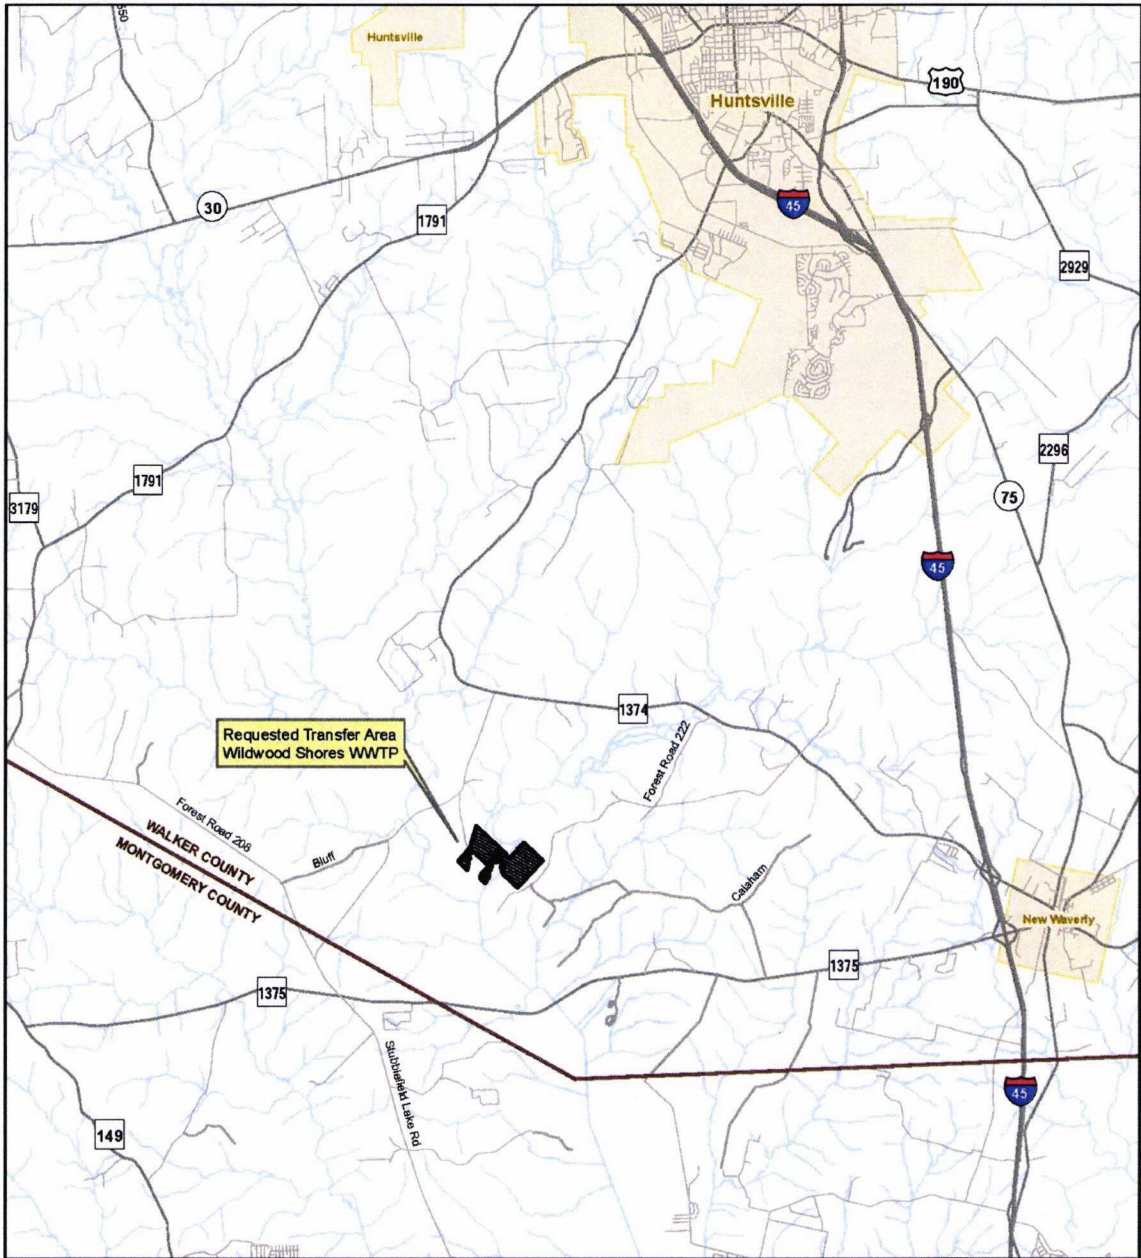 350
Huntsville
Huntsville
190
45
30
1791
2929
1791
2296
3179
75
45
1374
Forest Road 222
Requested Transfer Area
Wildwood Shores WWTP
Forest Road 208
WALKER COUNTY
MONTGOMERY COUNTY
Bluff
Calaham
New Waverly
1375
1375
Stubblefield Lake Rd
45
149